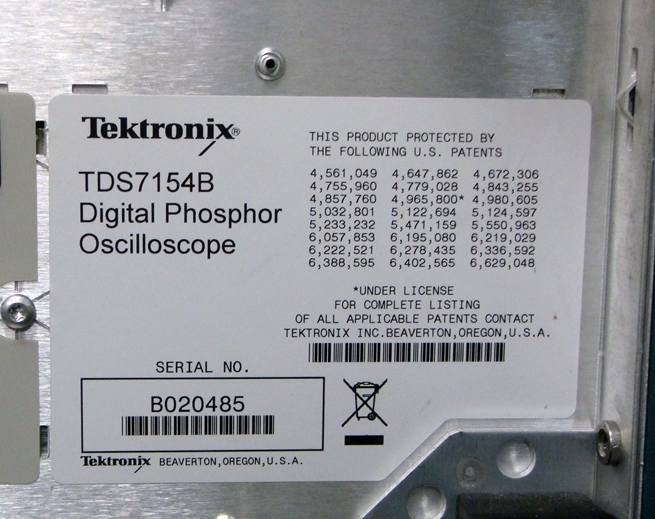 Tektronix®
TDS7154B
Digital Phosphor
Oscilloscope
THIS PRODUCT PROTECTED BY
THE FOLLOWING U.S. PATENTS
4,561,049 4,647,862 4,672,306
4,755,960 4,779,028 4,843,255
4,857,760 4,965,800* 4,980,605
5,032,801 5,122,694 5,124,597
5,233,232 5,471,159 5,550,963
6,057,853 6,195,080 6,219,029
6,222,521 6,278,435 6,336,592
6,388,595 6,402,565 6,629,048
*UNDER LICENSE
FOR COMPLETE LISTING
OF ALL APPLICABLE PATENTS CONTACT
TEKTRONIX INC.BEAVERTON,OREGON,U.S.A.
SERIAL NO.
B020485
Tektronix BEAVERTON,OREGON,U.S.A.